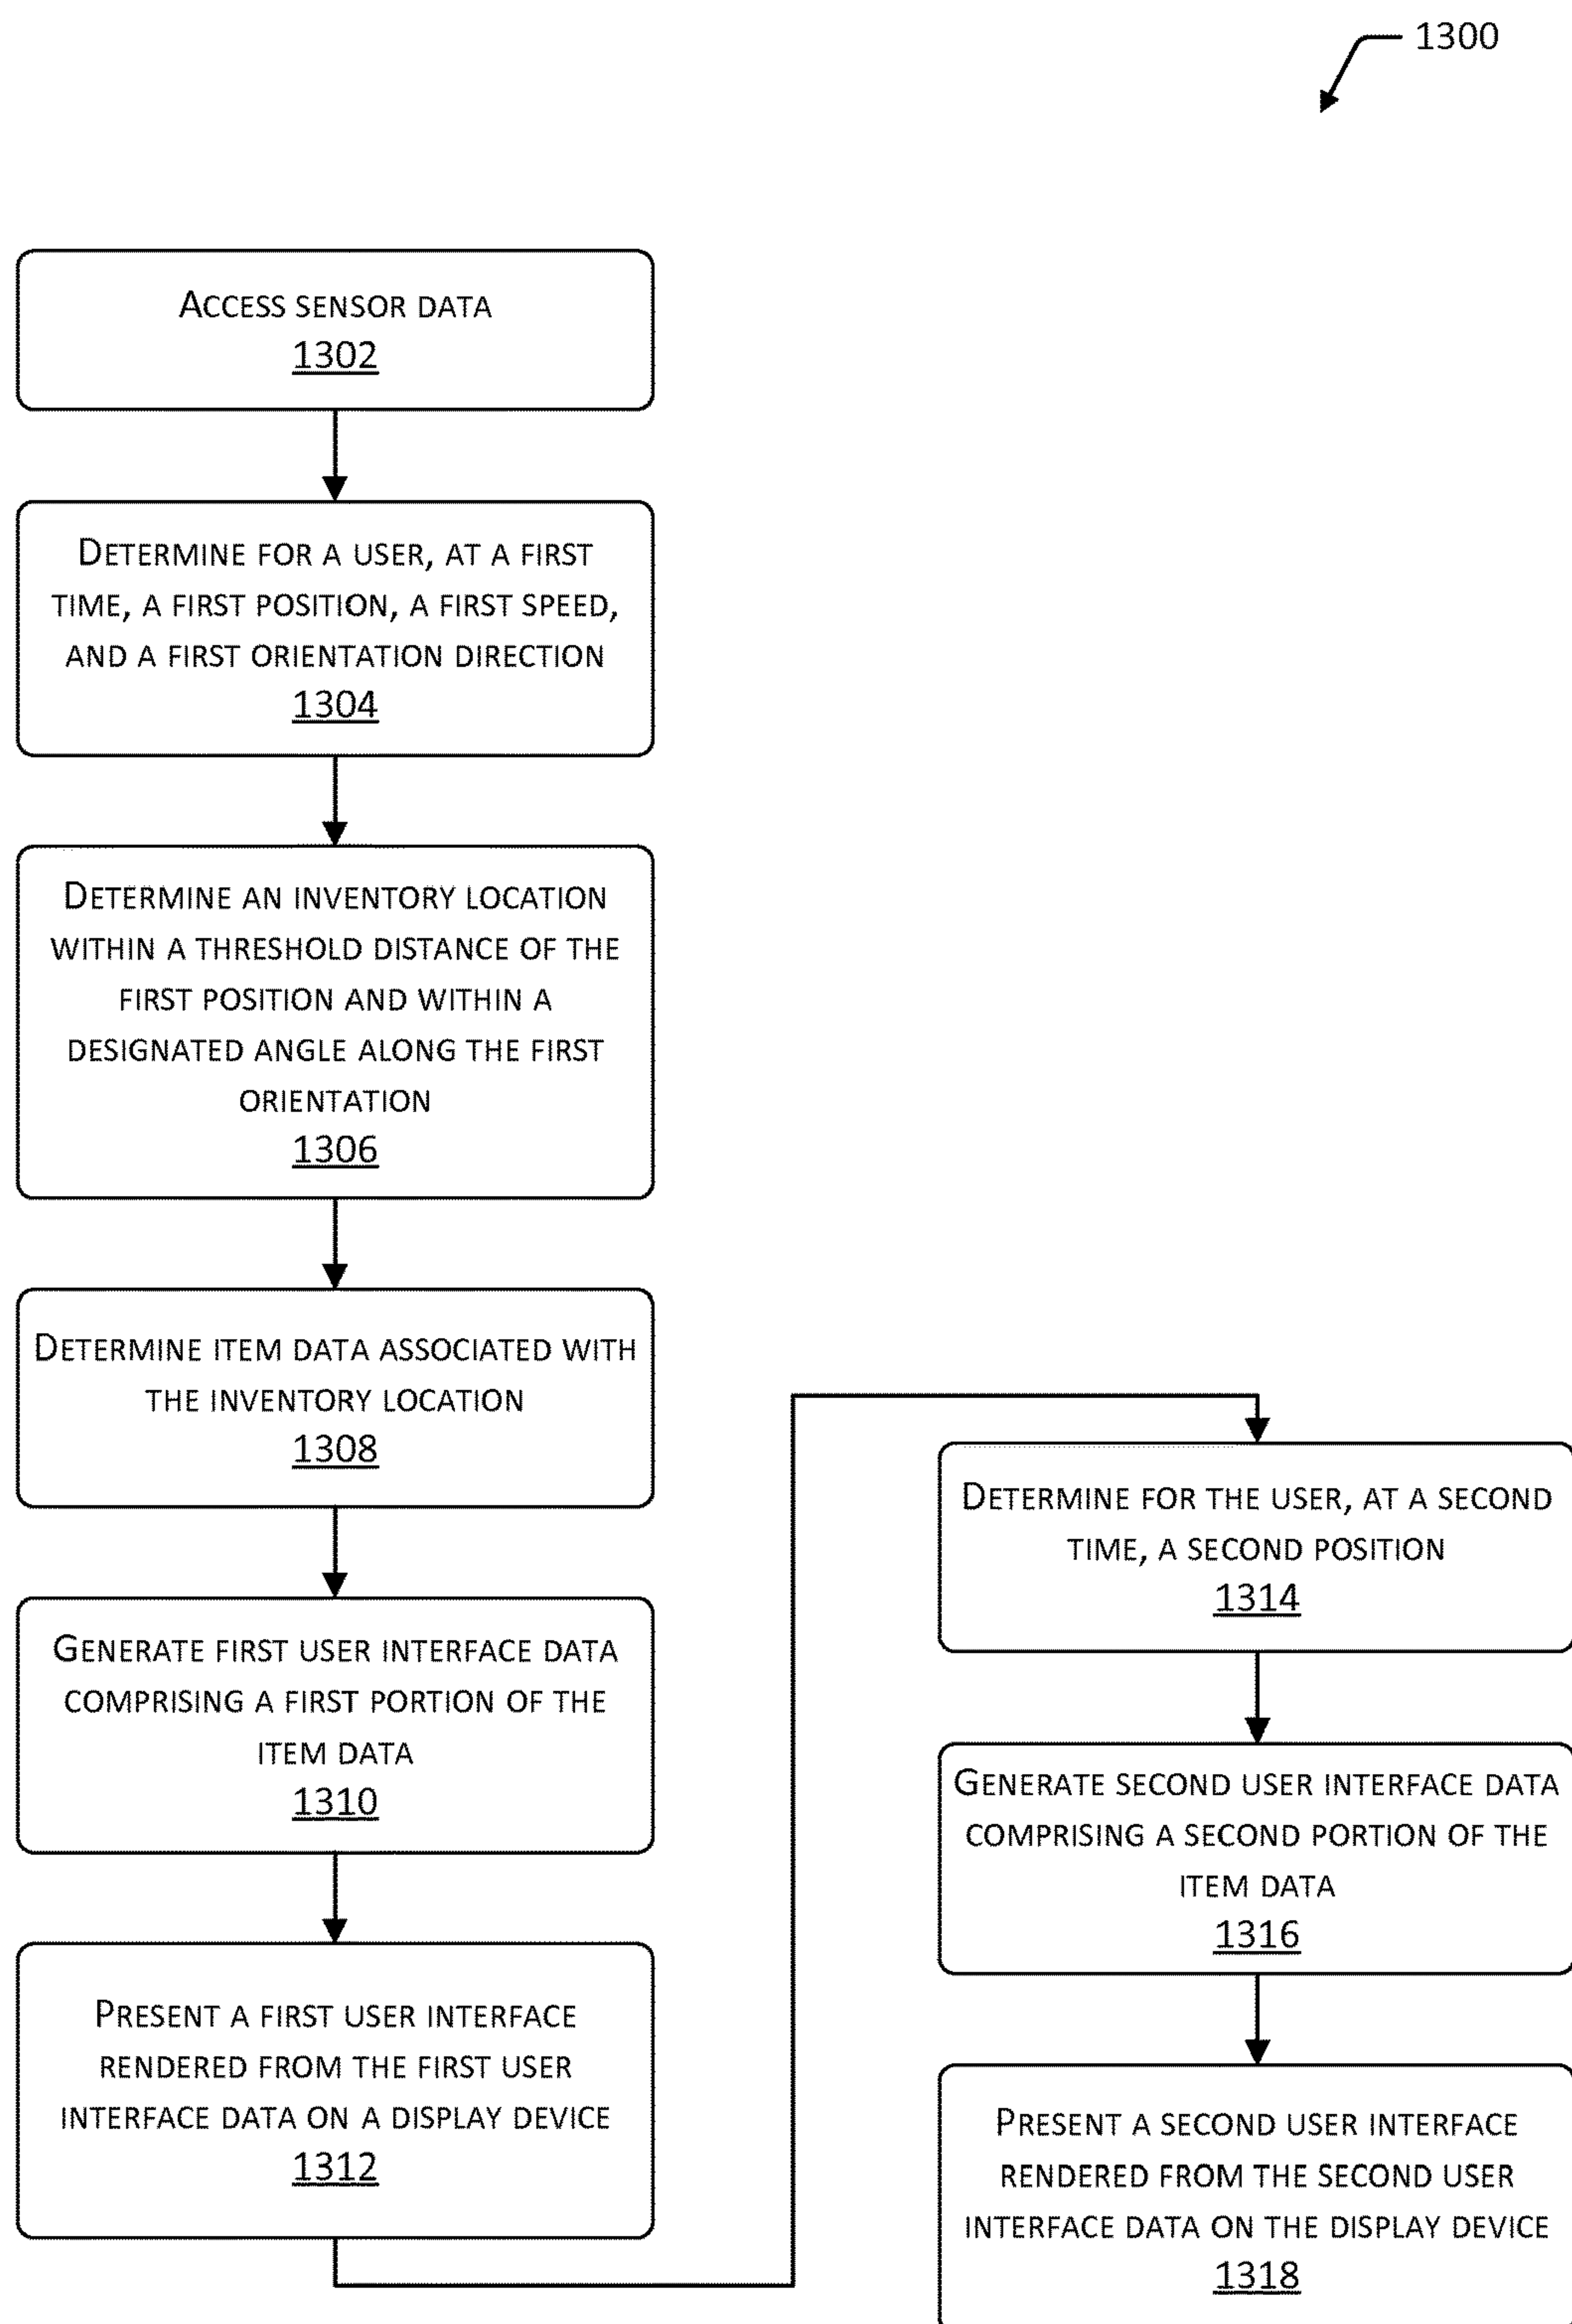 1300
ACCESS SENSOR DATA
1302
DETERMINE FOR A USER, AT A FIRST
TIME, A FIRST POSITION, A FIRST SPEED,
AND A FIRST ORIENTATION DIRECTION
1304
DETERMINE AN INVENTORY LOCATION
WITHIN A THRESHOLD DISTANCE OF THE
FIRST POSITION AND WITHIN A
DESIGNATED ANGLE ALONG THE FIRST
ORIENTATION
1306
DETERMINE ITEM DATA ASSOCIATED WITH
THE INVENTORY LOCATION
1308
GENERATE FIRST USER INTERFACE DATA
COMPRISING A FIRST PORTION OF THE
ITEM DATA
1310
PRESENT A FIRST USER INTERFACE
RENDERED FROM THE FIRST USER
INTERFACE DATA ON A DISPLAY DEVICE
1312
DETERMINE FOR THE USER, AT A SECOND
TIME, A SECOND POSITION
1314
GENERATE SECOND USER INTERFACE DATA
COMPRISING A SECOND PORTION OF THE
ITEM DATA
1316
PRESENT A SECOND USER INTERFACE
RENDERED FROM THE SECOND USER
INTERFACE DATA ON THE DISPLAY DEVICE
1318